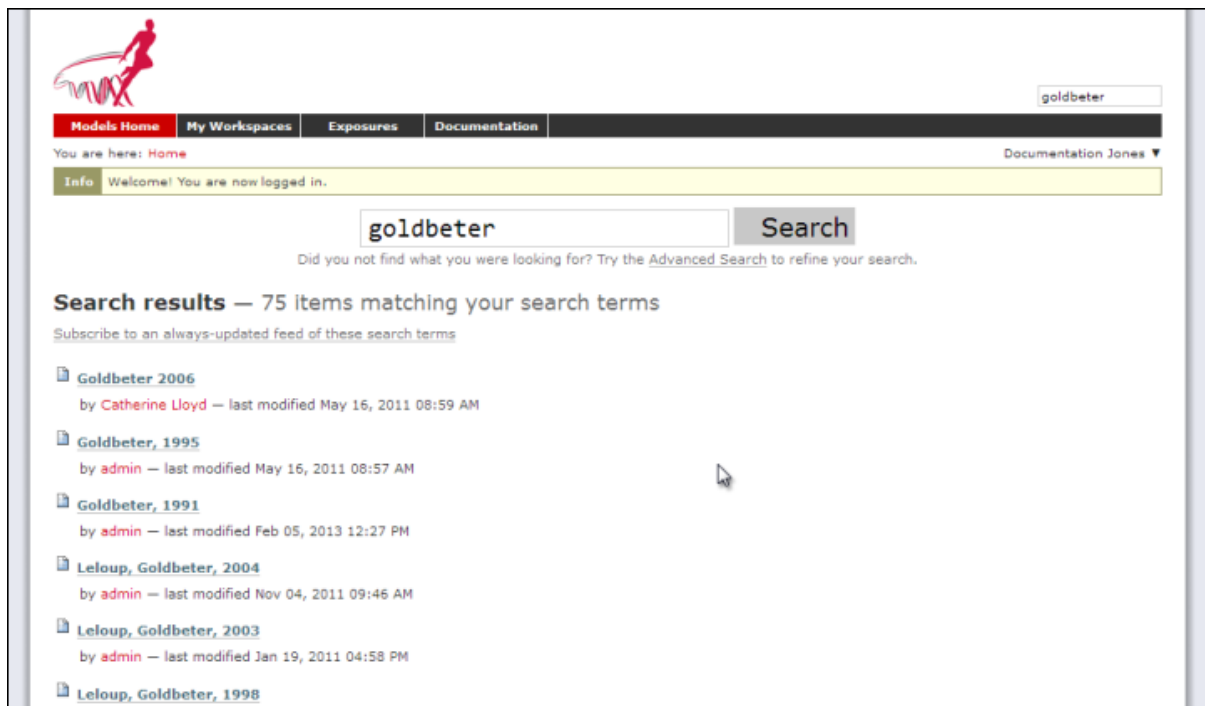 goldbeter
Models Home My Workspaces Exposures Documentation
You are here: Home Documentation Jones ▼
Info Welcome! You are now logged in.
goldbeter Search
Did you not find what you were looking for? Try the Advanced Search to refine your search.
Search results — 75 items matching your search terms
Subscribe to an always-updated feed of these search terms
Goldbeter 2006
by Catherine Lloyd — last modified May 16, 2011 08:59 AM
Goldbeter, 1995
by admin — last modified May 16, 2011 08:57 AM
Goldbeter, 1991
by admin — last modified Feb 05, 2013 12:27 PM
Leloup, Goldbeter, 2004
by admin — last modified Nov 04, 2011 09:46 AM
Leloup, Goldbeter, 2003
by admin — last modified Jan 19, 2011 04:58 PM
Leloup, Goldbeter, 1998